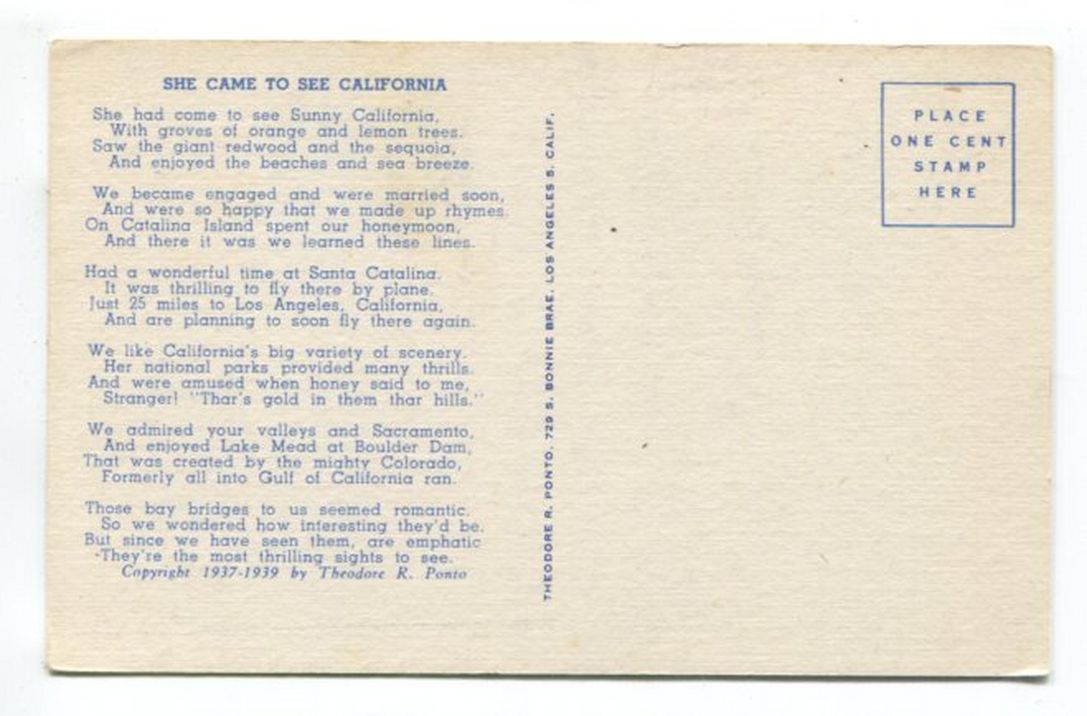 SHE CAME TO SEE CALIFORNIA
She had come to see Sunny California,
With groves of orange and lemon trees.
Saw the giant redwood and the sequoia,
And enjoyed the beaches and sea breeze.
We became engaged and were married soon,
And were so happy that we made up rhymes.
On Catalina Island spent our honeymoon,
And there it was we learned these lines.
Had a wonderful time at Santa Catalina.
It was thrilling to fly there by plane.
Just 25 miles to Los Angeles, California,
And are planning to soon fly there again.
We like California's big variety of scenery.
Her national parks provided many thrills.
And were amused when honey said to me,
Stranger! "Thar's gold in them thar hills."
We admired your valleys and Sacramento,
And enjoyed Lake Mead at Boulder Dam,
That was created by the mighty Colorado,
Formerly all into Gulf of California ran.
Those bay bridges to us seemed romantic.
So we wondered how interesting they'd be.
But since we have seen them, are emphatic
They're the most thrilling sights to see.
Copyright 1937-1939 by Theodore R. Ponto
THEODORE R. PONTO, 729 S. BONNIE BRAE, LOS ANGELES 5, CALIF.
PLACE
ONE CENT
STAMP
HERE